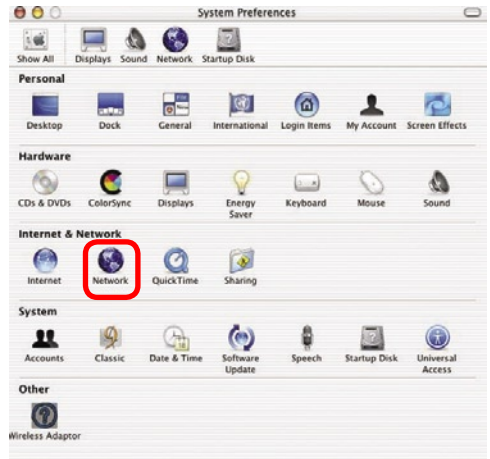 System Preferences
Show All Displays Sound Network Startup Disk
Personal
Desktop Dock General International Login Items My Account Screen Effects
Hardware
CDs & DVDs ColorSync Displays Energy Saver Keyboard Mouse Sound
Internet & Network
Internet Network QuickTime Sharing
System
Accounts Classic Date & Time Software Update Speech Startup Disk Universal Access
Other
Wireless Adaptor